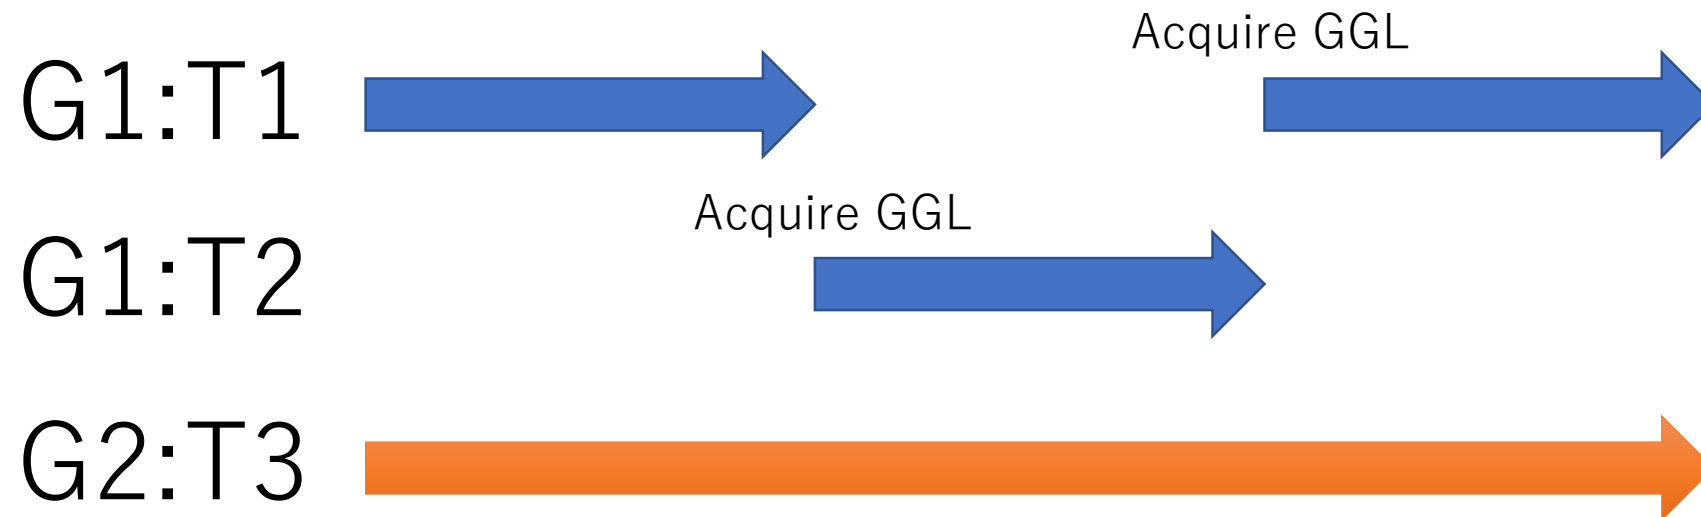 Acquire GGL
G1:T1
Acquire GGL
G1:T2
G2:T3